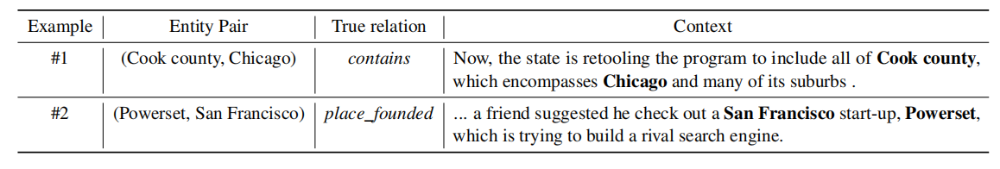 Example Entity Pair True relation Context
#1 (Cook county, Chicago) contains Now, the state is retooling the program to include all of Cook county,
which encompasses Chicago and many of its suburbs .
#2 (Powerset, San Francisco) place_founded ... a friend suggested he check out a San Francisco start-up, Powerset,
which is trying to build a rival search engine.